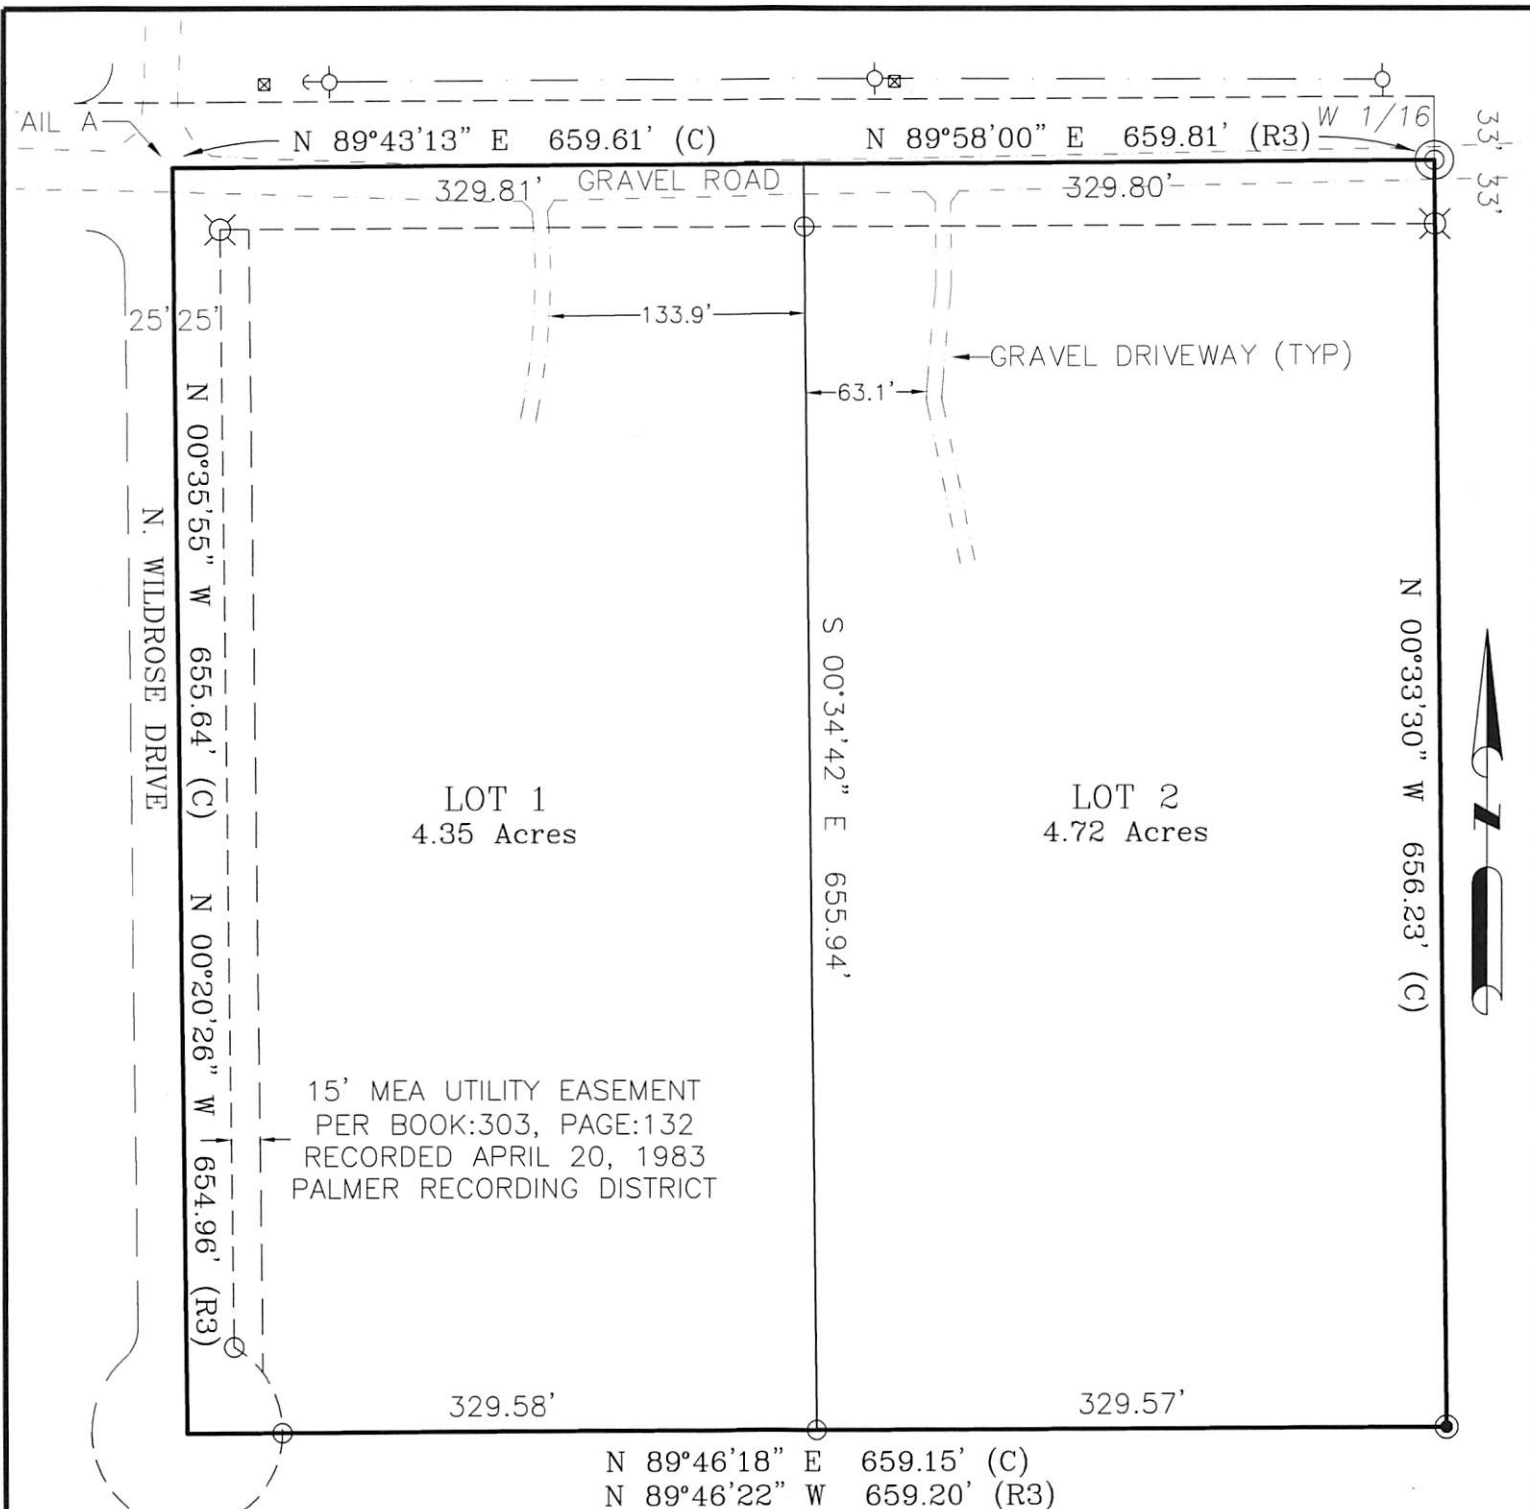 W 1/16
33'
AIL A
N 89°43'13" E 659.61' (C)
N 89°58'00" E 659.81' (R3)
33'
329.81'
GRAVEL ROAD
329.80'
25' 25'
133.9'
GRAVEL DRIVEWAY (TYP)
63.1'
N. WILDROSE DRIVE
N 00°35'55" W 655.64' (C)
N 00°20'26" W 654.96' (R3)
S 00°34'42" E 655.94'
N 00°33'30" W 656.23' (C)
N
LOT 1
4.35 Acres
LOT 2
4.72 Acres
15' MEA UTILITY EASEMENT
PER BOOK:303, PAGE:132
RECORDED APRIL 20, 1983
PALMER RECORDING DISTRICT
329.58'
329.57'
N 89°46'18" E 659.15' (C)
N 89°46'22" W 659.20' (R3)